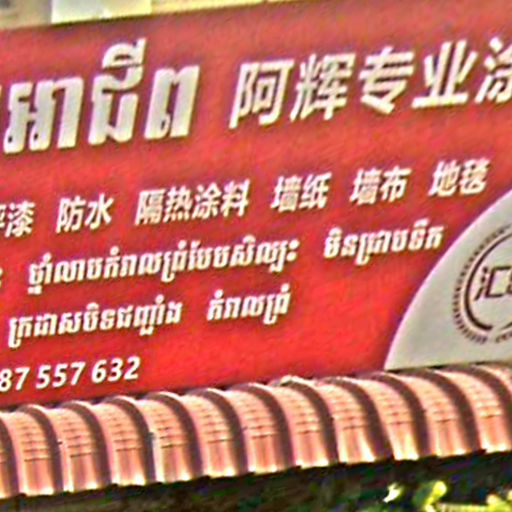 អាជីព 阿辉专业涂
坪漆 防水 隔热涂料 墙纸 墙布 地毯
ថ្នាំលាបកំរាលព្រំបែបសិល្បះ មិនជ្រាបទឹក
ក្រដាសបិទជញ្ជាំង កំរាលព្រំ
87 557 632
汇